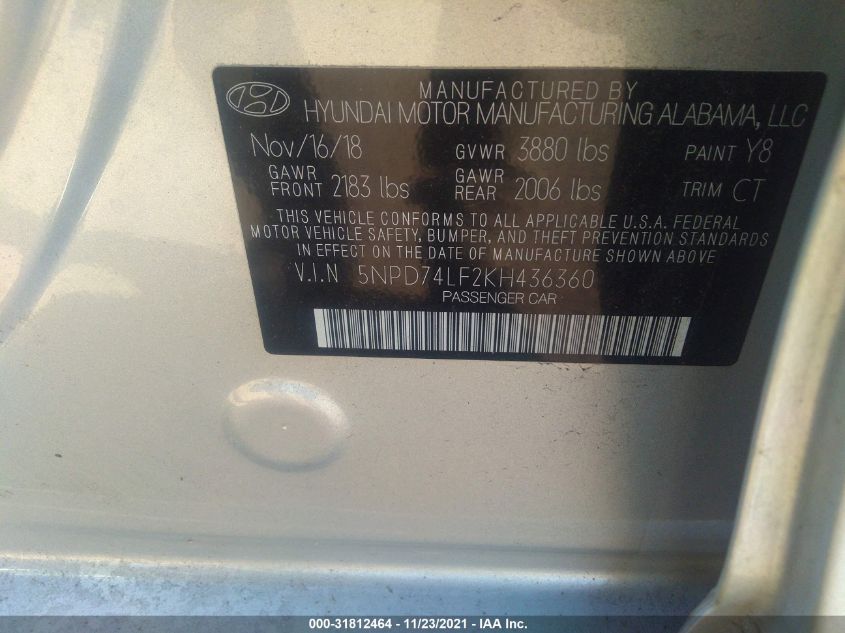 MANUFACTURED BY
HYUNDAI MOTOR MANUFACTURING ALABAMA, LLC
Nov/16/18 GVWR 3880 lbs PAINT Y8
GAWR FRONT 2183 lbs GAWR REAR 2006 lbs TRIM CT
THIS VEHICLE CONFORMS TO ALL APPLICABLE U.S.A. FEDERAL
MOTOR VEHICLE SAFETY, BUMPER, AND THEFT PREVENTION STANDARDS
IN EFFECT ON THE DATE OF MANUFACTURE SHOWN ABOVE
V.I.N 5NPD74LF2KH436360
PASSENGER CAR
000-31812464 - 11/23/2021 - IAA Inc.